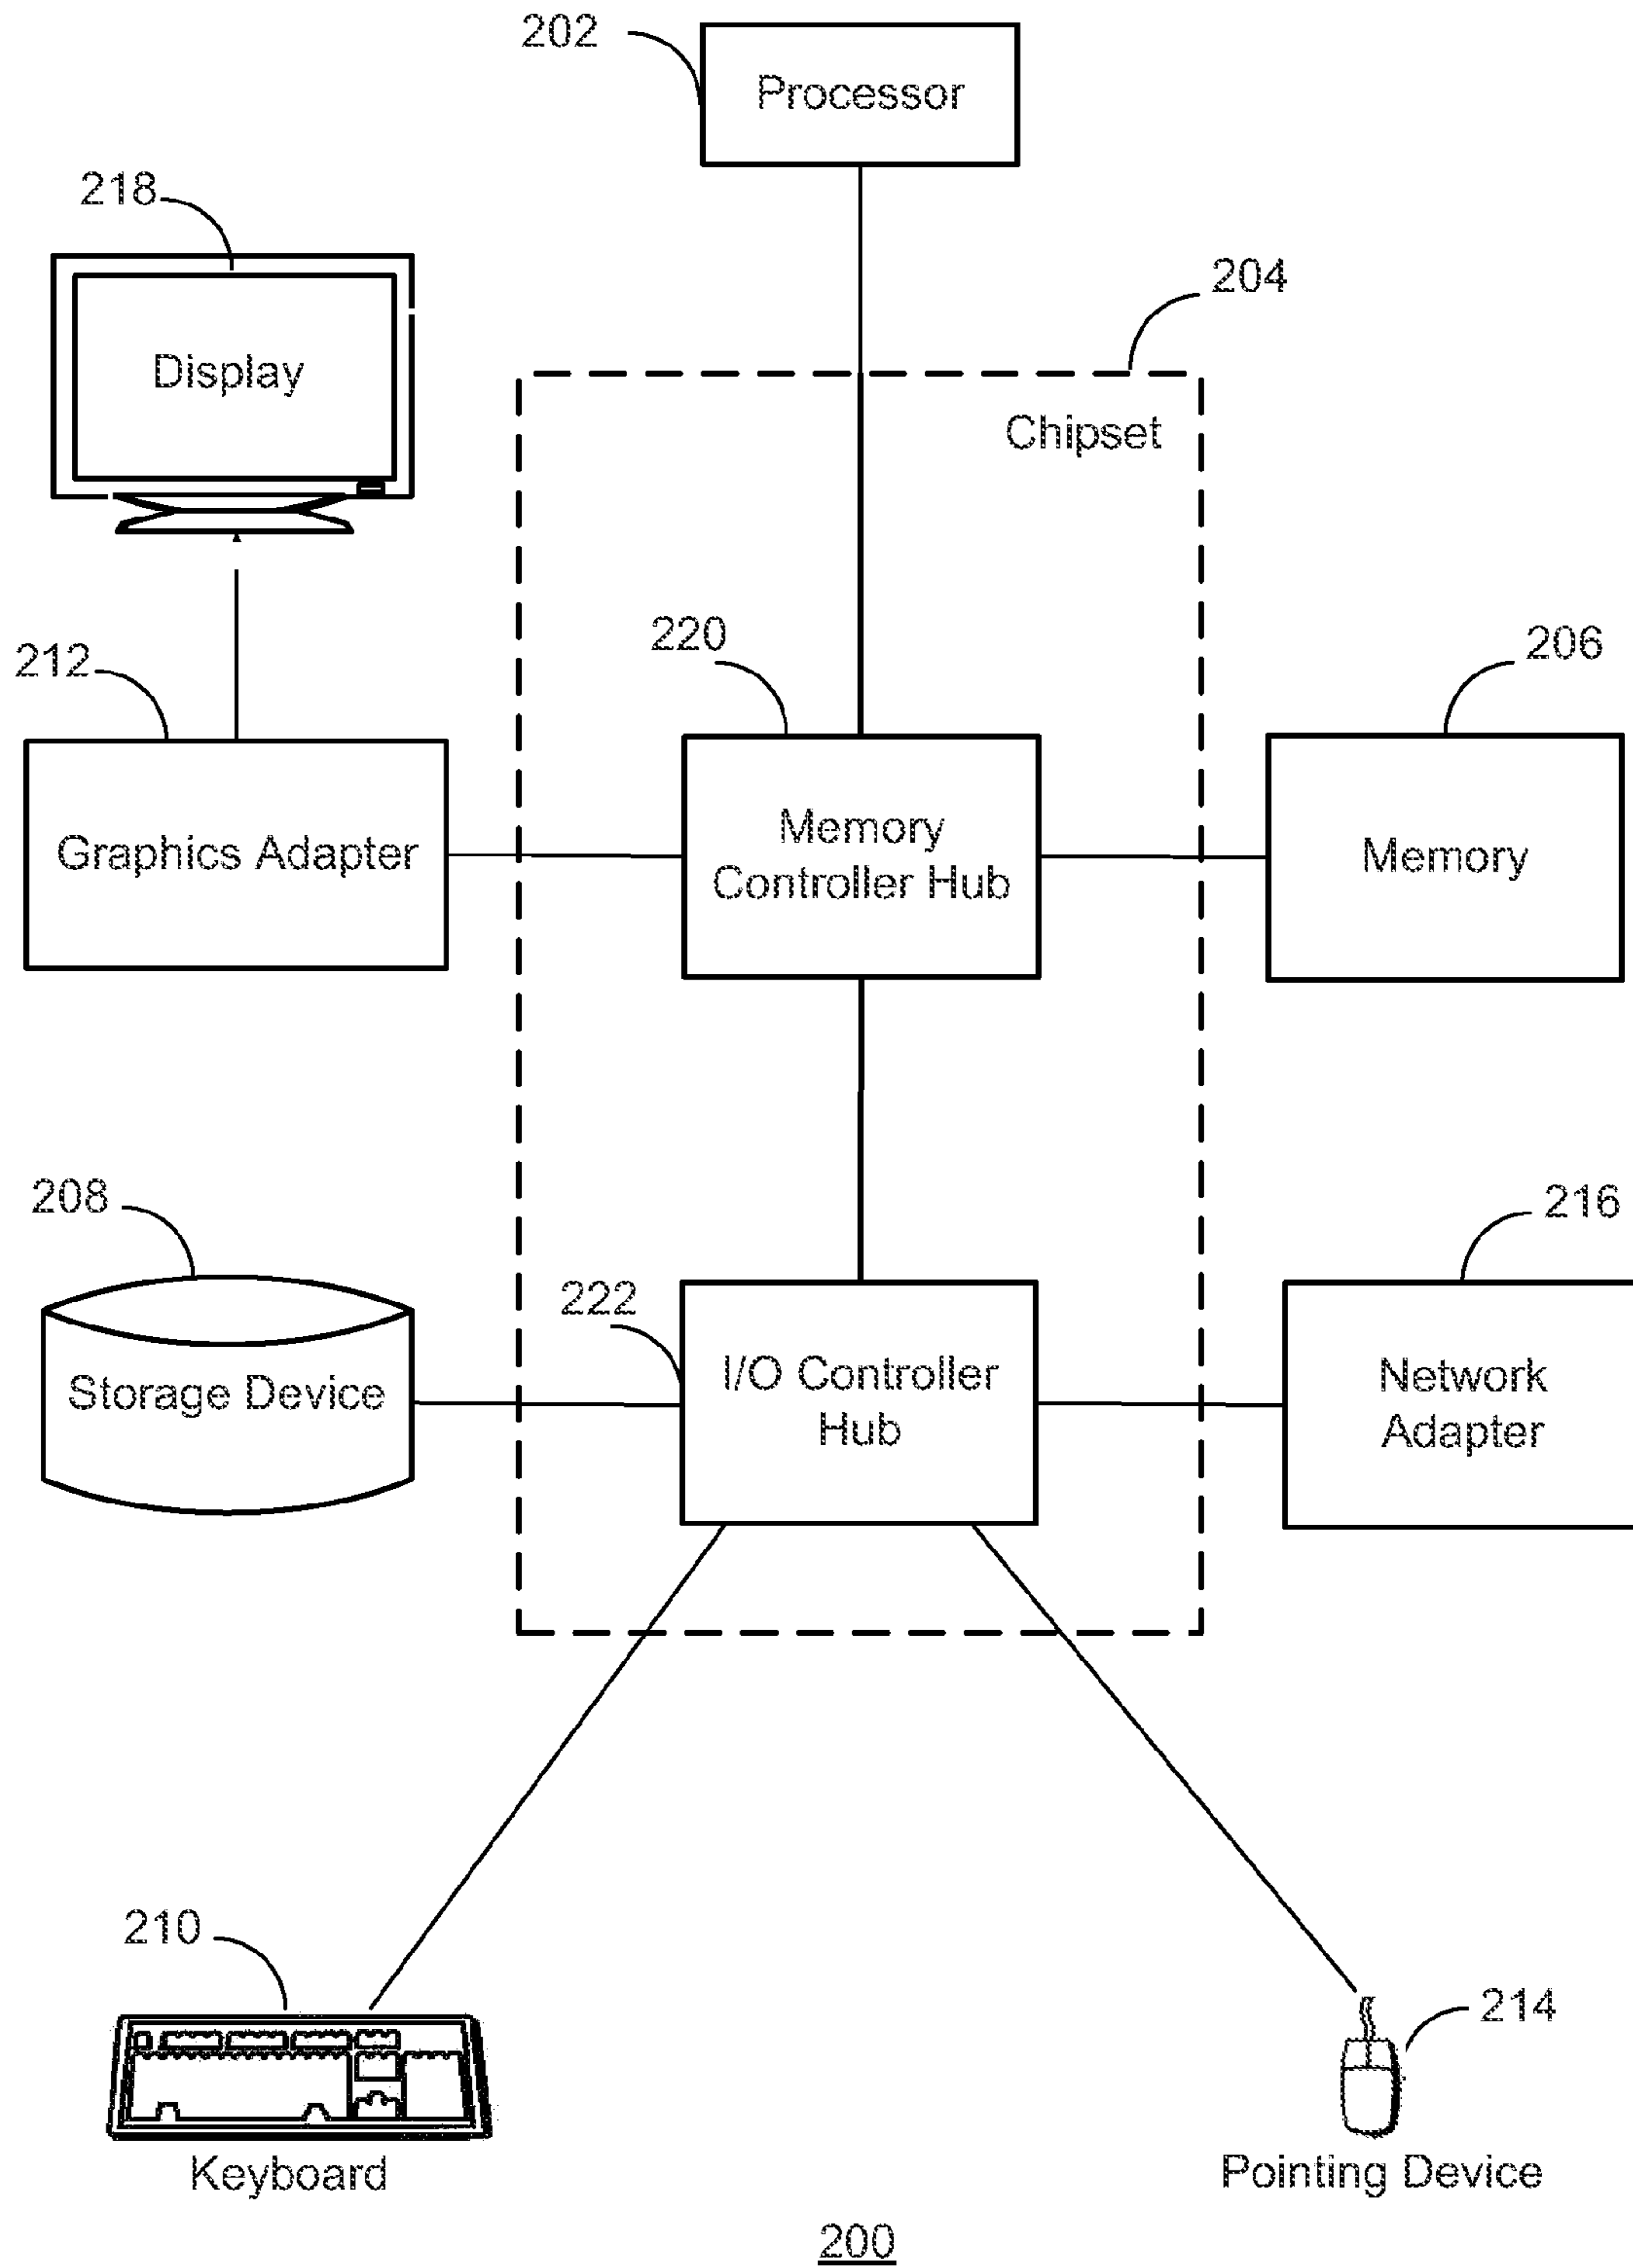 202
Processor
218
204
Display
Chipset
220
206
212
Memory
Controller Hub
Graphics Adapter
Memory
208
216
222
I/O Controller
Hub
Storage Device
Network
Adapter
210
214
Keyboard
Pointing Device
200